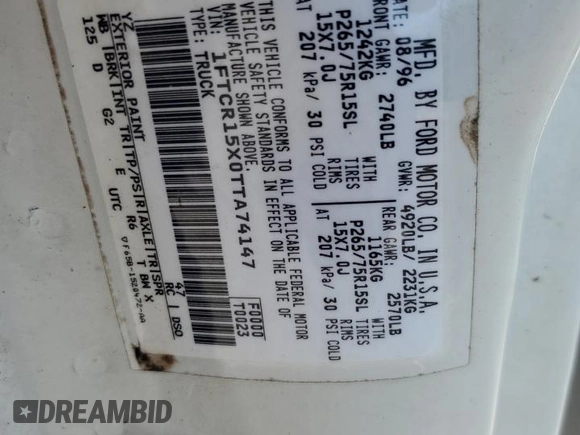 MFD. BY FORD MOTOR CO. IN U.S.A.
DATE: 08/96 GVWR: 4920LB/ 2231KG
FRONT GAWR: 2740LB REAR GAWR: 2570LB
1242KG WITH 1165KG WITH
P265/75R15SL TIRES P265/75R15SL TIRES
15X7.0J RIMS 15X7.0J RIMS
AT 207 kPa/ 30 PSI COLD AT 207 kPa/ 30 PSI COLD
THIS VEHICLE CONFORMS TO ALL APPLICABLE FEDERAL MOTOR
VEHICLE SAFETY STANDARDS IN EFFECT ON THE DATE OF
MANUFACTURE SHOWN ABOVE.
1FTCR15X0TTA74147 F0000
TYPE: TRUCK T0023
EXTERIOR PAINT 47 RC: DSO:
YZ
WB |BRK|INT TR|TP/PS|R|AXLE|TR|SPR
125 D G2 E UTC R6 T BW X
DREAMBID